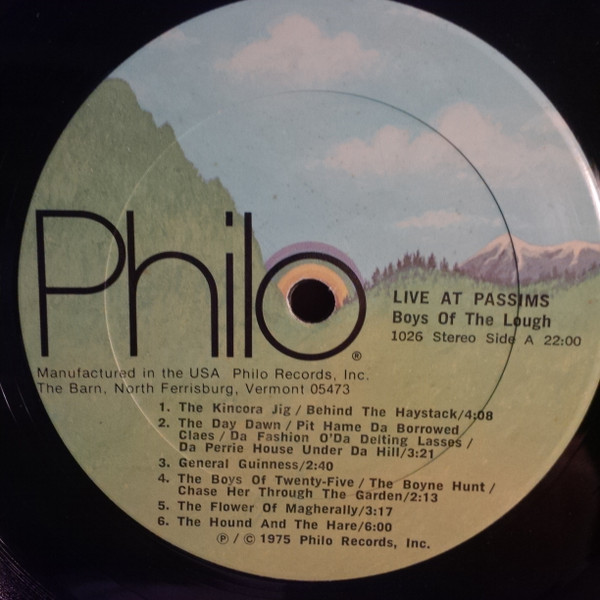 Philo®
LIVE AT PASSIMS
Boys Of The Lough
1026 Stereo Side A 22:00
Manufactured in the USA Philo Records, Inc.
The Barn, North Ferrisburg, Vermont 05473
1. The Kincora Jig / Behind The Haystack/4:08
2. The Day Dawn / Pit Hame Da Borrowed
Claes / Da Fashion O'Da Delting Lasses /
Da Perrie House Under Da Hill/3:21
3. General Guinness/2:40
4. The Boys Of Twenty-Five / The Boyne Hunt /
Chase Her Through The Garden/2:13
5. The Flower Of Magherally/3:17
6. The Hound And The Hare/6:00
℗ / © 1975 Philo Records, Inc.